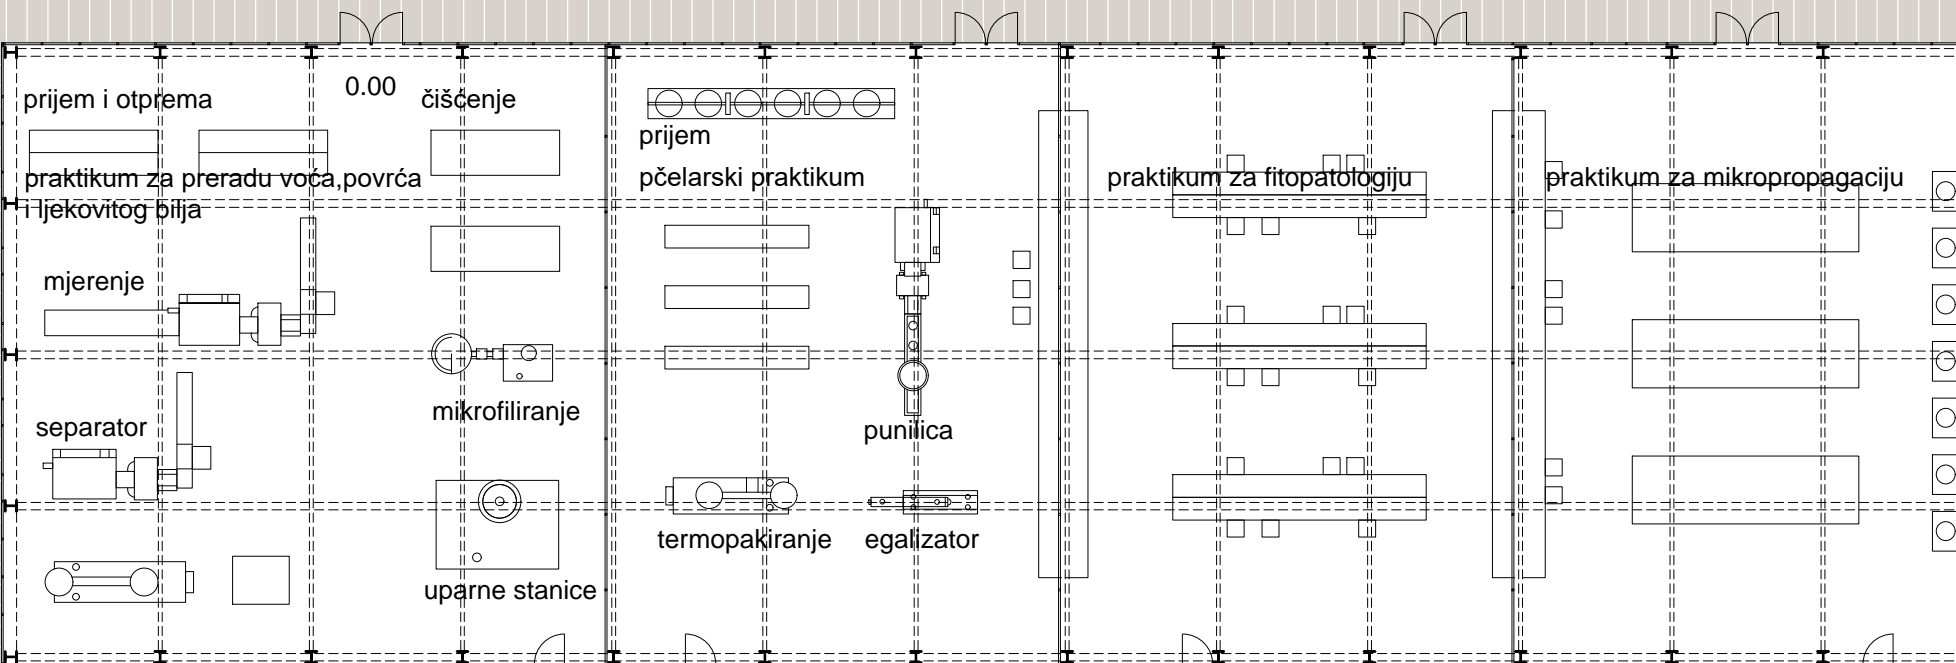 0.00
prijem i otprema
čišćenje
praktikum za preradu voća,povrća
i ljekovitog bilja
mjerenje
mikrofiliranje
separator
uparne stanice
prijem
pčelarski praktikum
punilica
termopakiranje
egalizator
praktikum za fitopatologiju
praktikum za mikropropagaciju